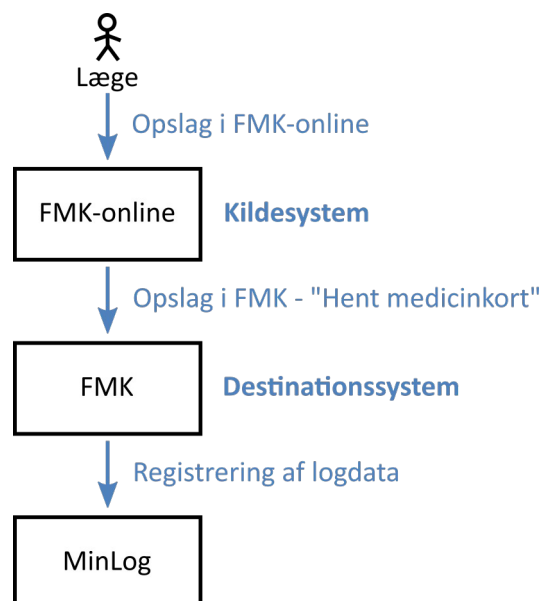 Læge
Opslag i FMK-online
FMK-online
Kildesystem
Opslag i FMK - "Hent medicinkort"
FMK
Destinationssystem
Registrering af logdata
MinLog